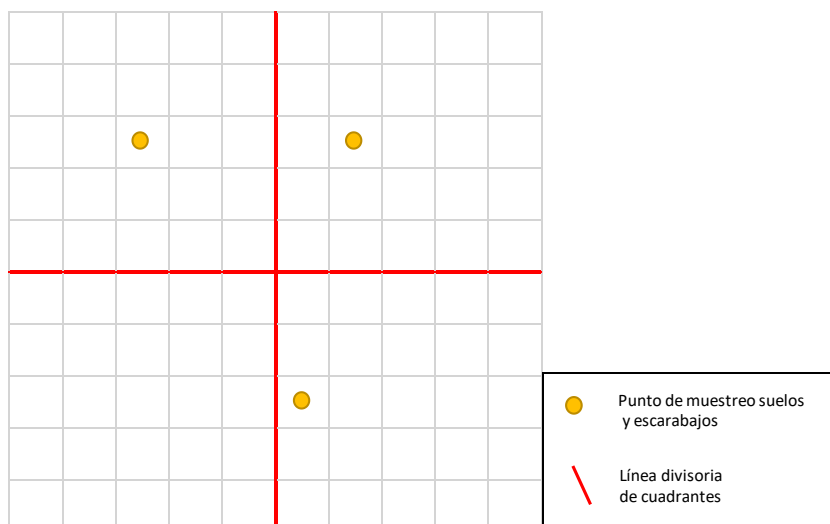 Punto de muestreo suelos
y escarabajos
Línea divisoria
de cuadrantes